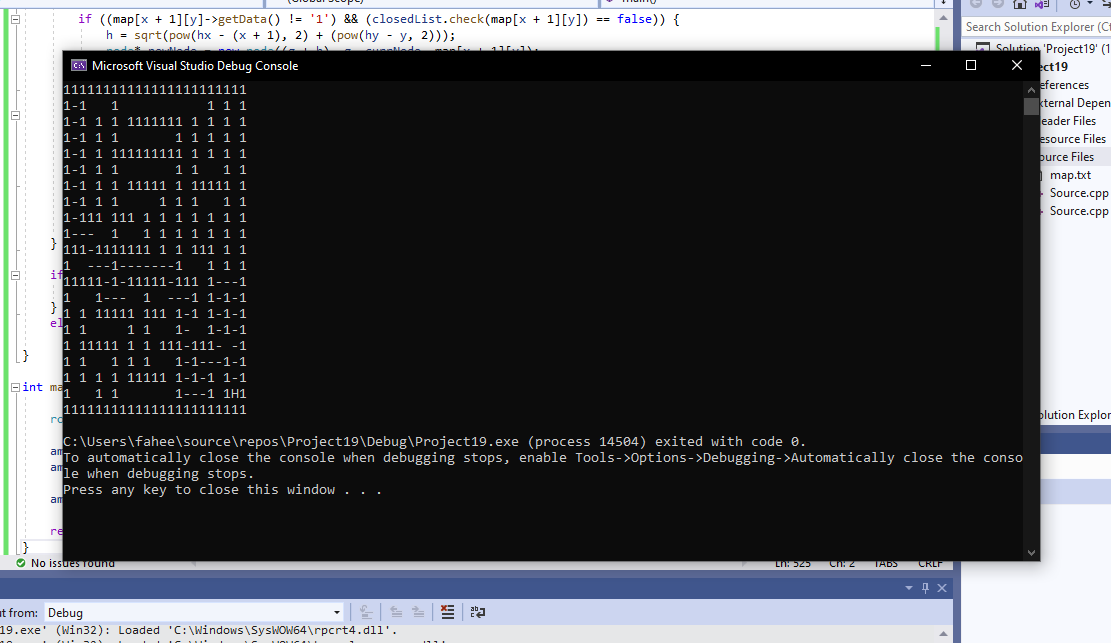 if ((map[x + 1][y]->getData() != '1') && (closedList.check(map[x + 1][y]) == false)) {
h = sqrt(pow(hx - (x + 1), 2) + (pow(hy - y, 2)));
Search Solution Explorer (C
Solution 'Project19' (1
Microsoft Visual Studio Debug Console
1111111111111111111111
1-1   1           1 1 1
1-1 1 1 1111111 1 1 1 1
1-1 1 1       1 1 1 1 1
1-1 1 111111111 1 1 1 1
1-1 1 1       1 1   1 1
1-1 1 1 11111 1 11111 1
1-1 1 1     1 1 1   1 1
1-111 111 1 1 1 1 1 1 1
1---  1   1 1 1 1 1 1 1
111-1111111 1 1 111 1 1
1  ---1-------1   1 1 1
11111-1-11111-111 1---1
1   1---  1  ---1 1-1-1
1 1 11111 111 1-1 1-1-1
1 1     1 1   1-  1-1-1
1 11111 1 1 111-111- -1
1 1   1 1 1   1-1---1-1
1 1 1 1 11111 1-1-1 1-1
1   1 1       1---1 1H1
1111111111111111111111
C:\Users\fahee\source\repos\Project19\Debug\Project19.exe (process 14504) exited with code 0.
To automatically close the console when debugging stops, enable Tools->Options->Debugging->Automatically close the conso
le when debugging stops.
Press any key to close this window . . .
ct19
eferences
xternal Depen
eader Files
esource Files
ource Files
map.txt
Source.cpp
Source.cpp
olution Explor
}
if
}
el
}
int ma
re
}
No issues found
Ln: 525 Ch: 2 TABS CRLF
t from: Debug
19.exe' (Win32): Loaded 'C:\Windows\SysWOW64\rpcrt4.dll'.